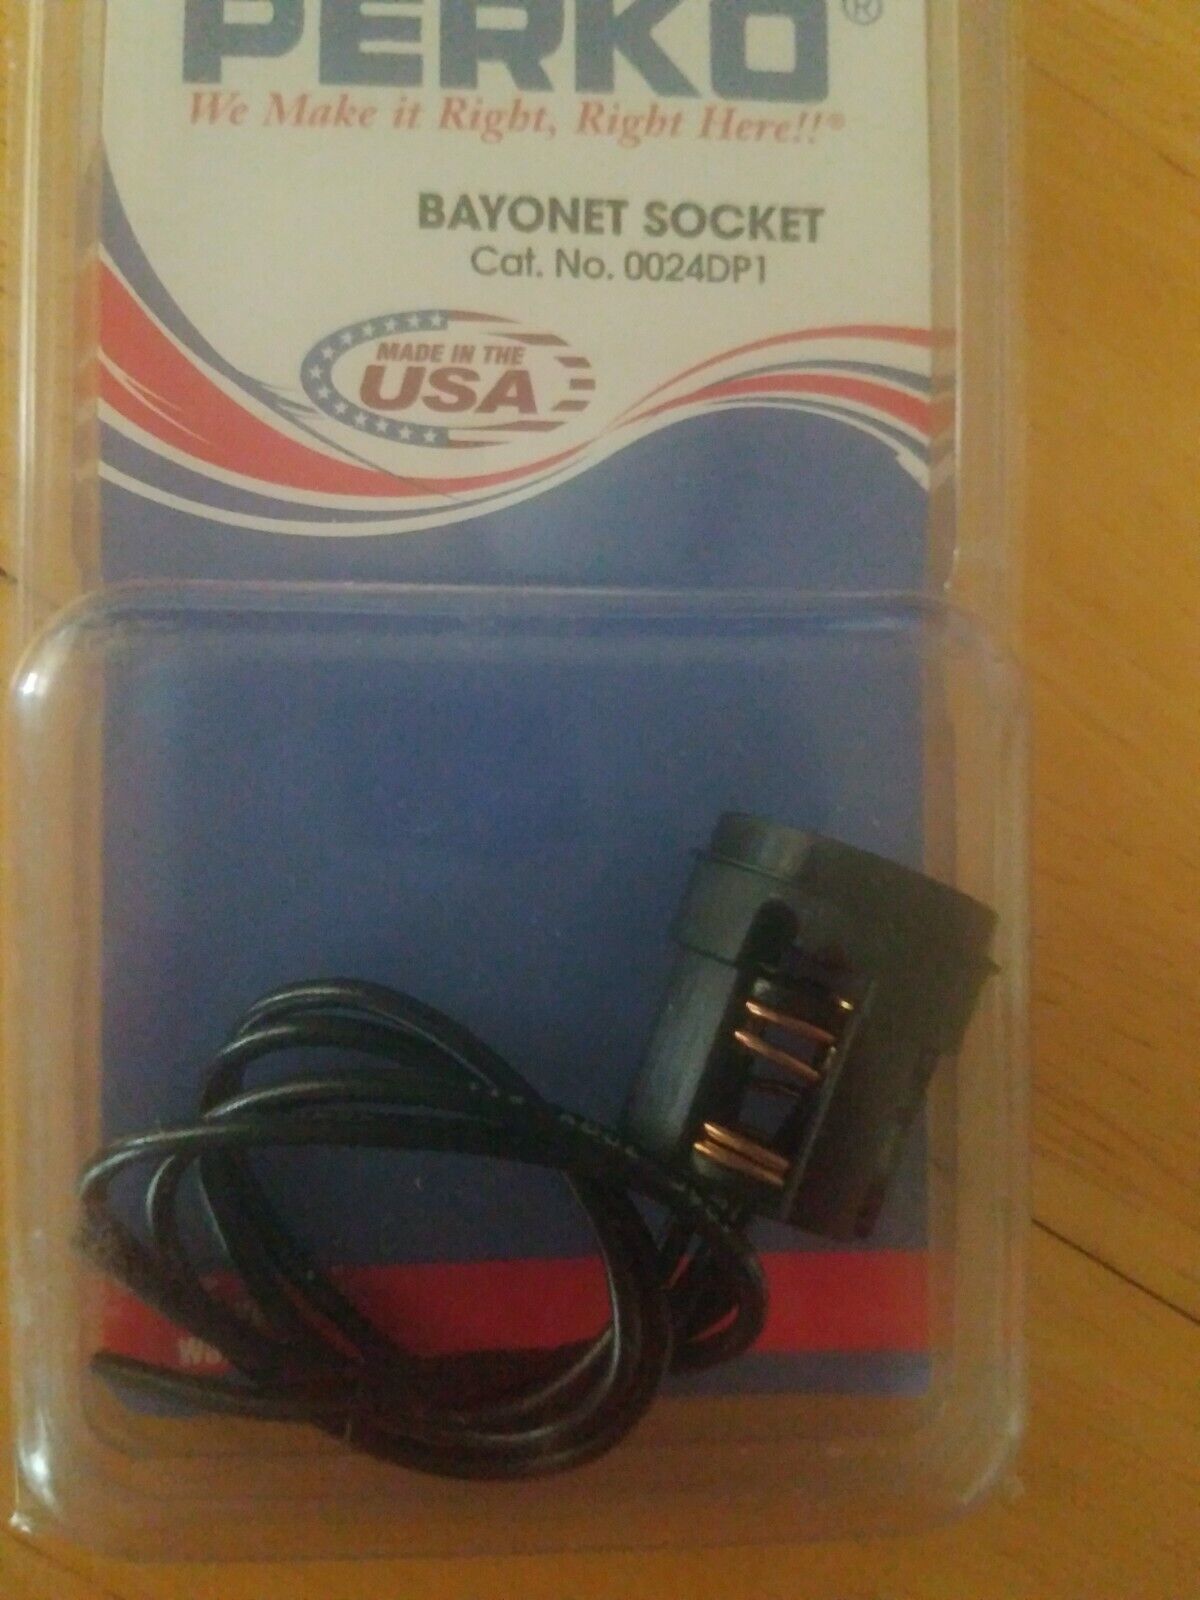 PERKO®
We Make it Right, Right Here!!®
BAYONET SOCKET
Cat. No. 0024DP1
MADE IN THE
USA